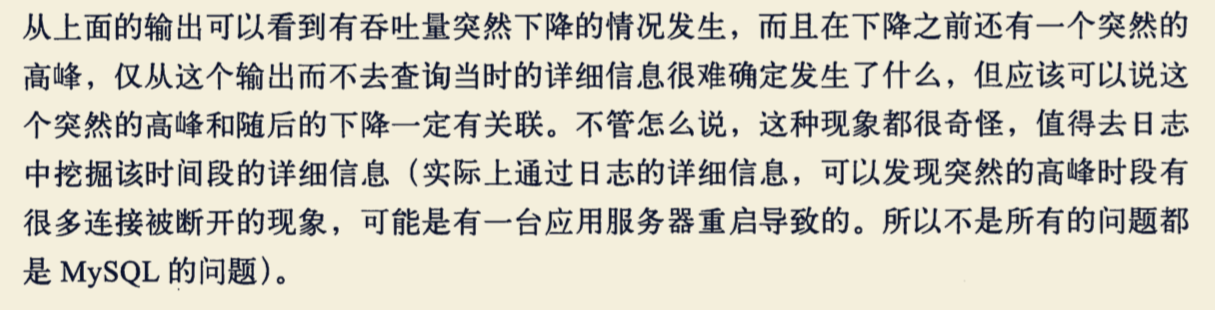 从上面的输出可以看到有吞吐量突然下降的情况发生，而且在下降之前还有一个突然的
高峰，仅从这个输出而不去查询当时的详细信息很难确定发生了什么，但应该可以说这
个突然的高峰和随后的下降一定有关联。不管怎么说，这种现象都很奇怪，值得去日志
中挖掘该时间段的详细信息（实际上通过日志的详细信息，可以发现突然的高峰时段有
很多连接被断开的现象，可能是有一台应用服务器重启导致的。所以不是所有的问题都
是 MySQL 的问题）。